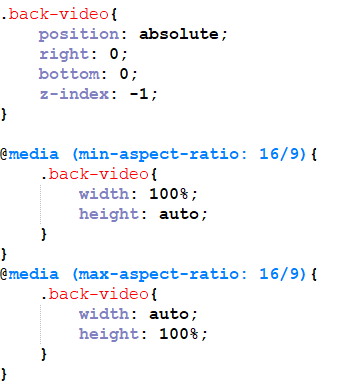 .back-video{
    position: absolute;
    right: 0;
    bottom: 0;
    z-index: -1;
}

@media (min-aspect-ratio: 16/9){
    .back-video{
        width: 100%;
        height: auto;
    }
}
@media (max-aspect-ratio: 16/9){
    .back-video{
        width: auto;
        height: 100%;
    }
}